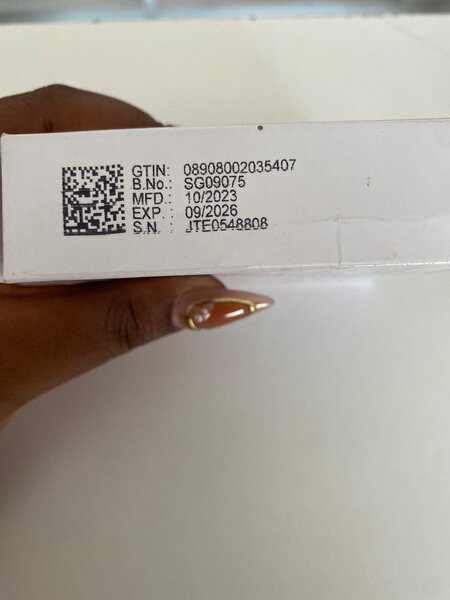 GTIN: 08908002035407
B.No.: SG09075
MFD.: 10/2023
EXP : 09/2026
S.N. : JTE0548808